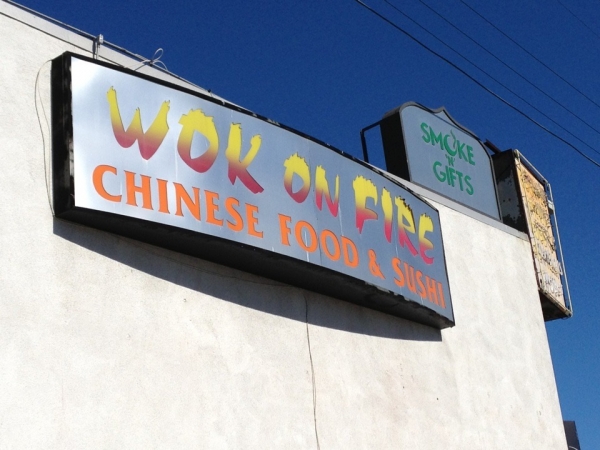 WOK ON FIRE
CHINESE FOOD & SUSHI
SMOKE
'N'
GIFTS